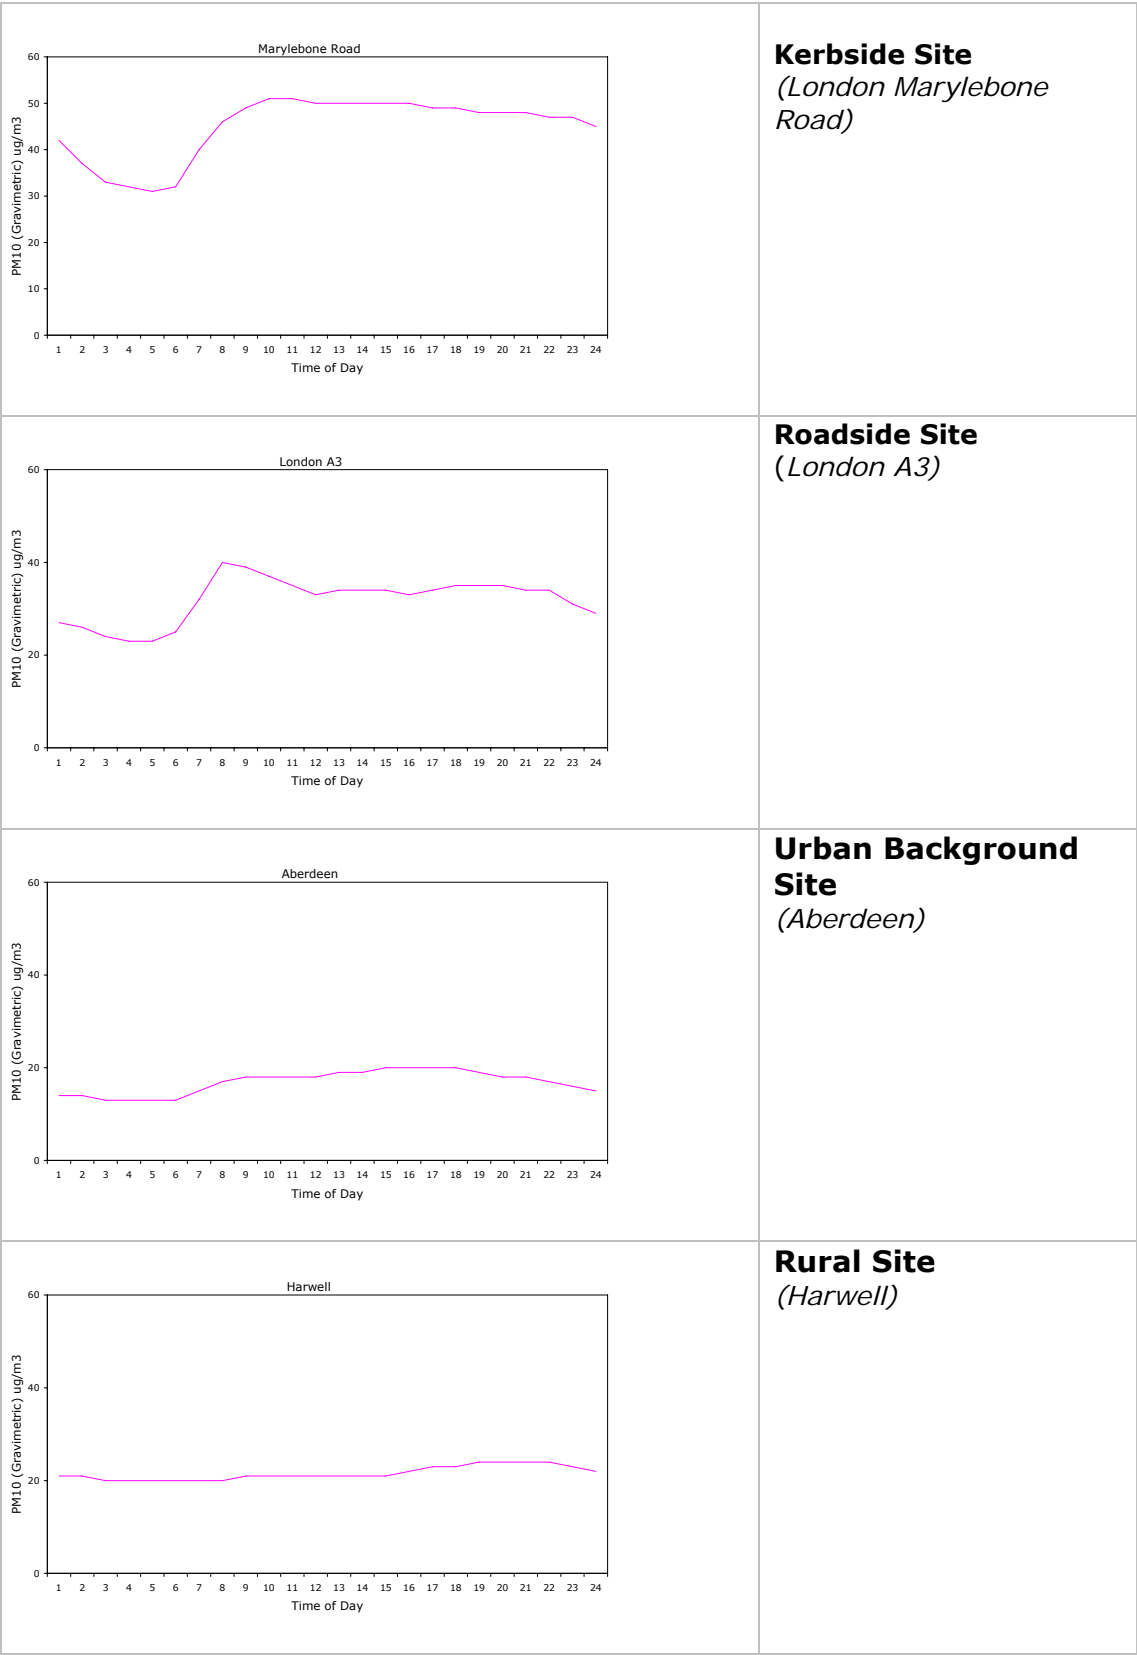 Marylebone Road
60
50
40
30
20
10
0
PM10 (Gravimetric) ug/m3
1 2 3 4 5 6 7 8 9 10 11 12 13 14 15 16 17 18 19 20 21 22 23 24
Time of Day
Kerbside Site
(London Marylebone
Road)
London A3
60
40
20
0
PM10 (Gravimetric) ug/m3
1 2 3 4 5 6 7 8 9 10 11 12 13 14 15 16 17 18 19 20 21 22 23 24
Time of Day
Roadside Site
(London A3)
Aberdeen
60
40
20
0
PM10 (Gravimetric) ug/m3
1 2 3 4 5 6 7 8 9 10 11 12 13 14 15 16 17 18 19 20 21 22 23 24
Time of Day
Urban Background
Site
(Aberdeen)
Harwell
60
40
20
0
PM10 (Gravimetric) ug/m3
1 2 3 4 5 6 7 8 9 10 11 12 13 14 15 16 17 18 19 20 21 22 23 24
Time of Day
Rural Site
(Harwell)